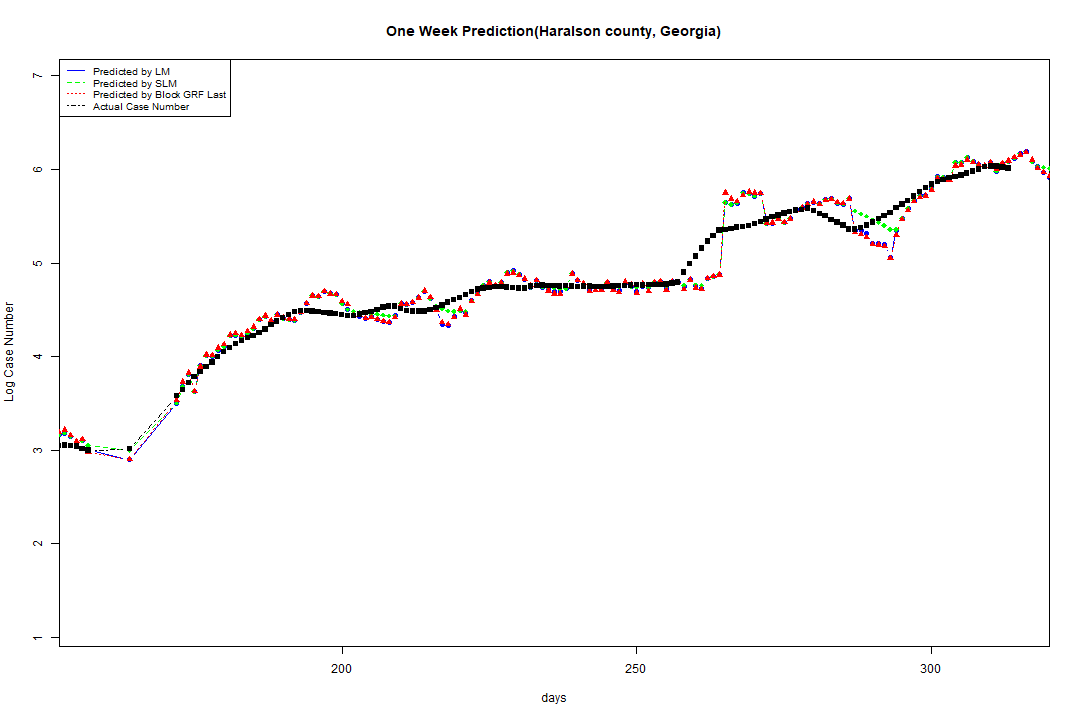 One Week Prediction(Haralson county, Georgia)
Predicted by LM
Predicted by SLM
Predicted by Block GRF Last
Actual Case Number
7
6
5
4
3
2
1
Log Case Number
200
250
300
days